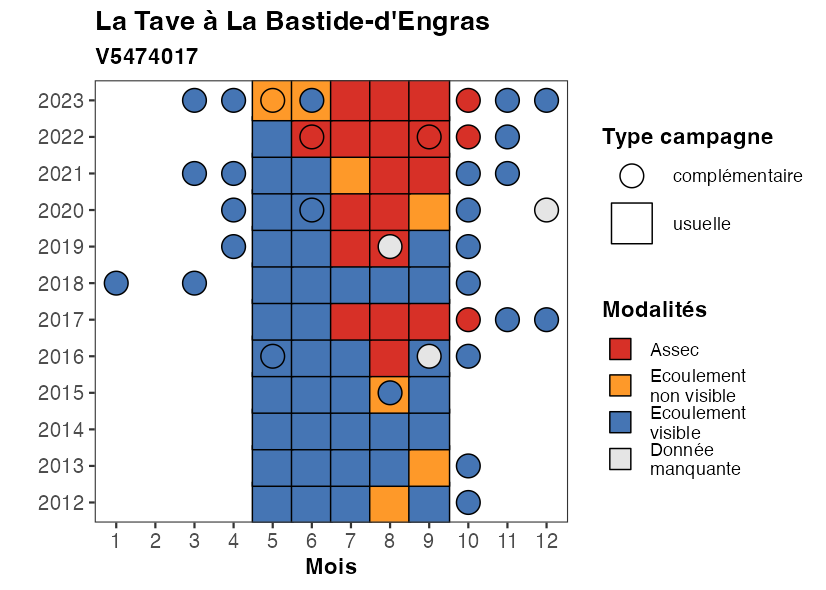 La Tave à La Bastide-d'Engras
V5474017
2023
2022
2021
2020
2019
2018
2017
2016
2015
2014
2013
2012
1 2 3 4 5 6 7 8 9 10 11 12
Mois
Type campagne
complémentaire
usuelle
Modalités
Assec
Ecoulement
non visible
Ecoulement
visible
Donnée
manquante